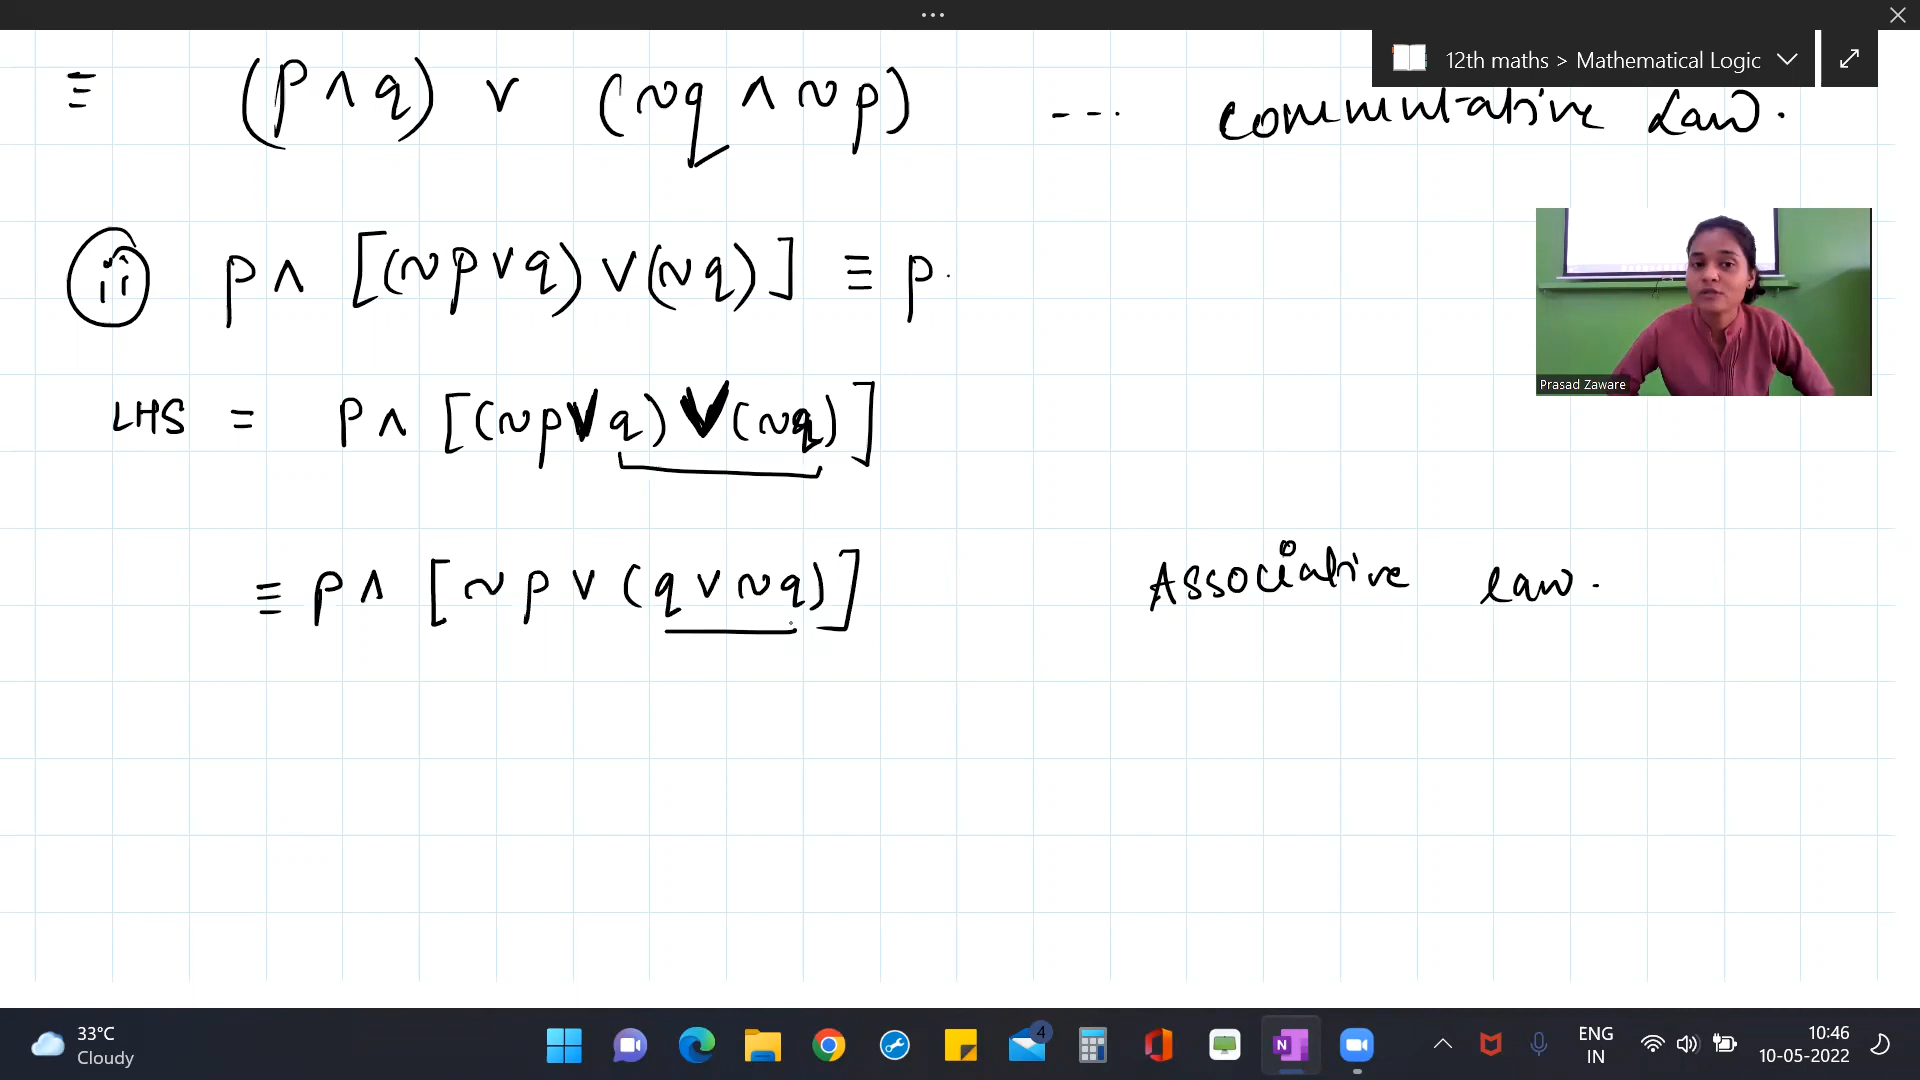 12th maths > Mathematical Logic
≡ (p ∧ q) ∨ (~q ∧ ~p) --- commutative Law.
ii p ∧ [(~p ∨ q) ∨ (~q)] ≡ p.
Prasad Zaware
LHS = p ∧ [(~p ∨ q) ∨ (~q)]
≡ p ∧ [~p ∨ (q ∨ ~q)] Associative law.
33°C
Cloudy
4
ENG
IN
10:46
10-05-2022